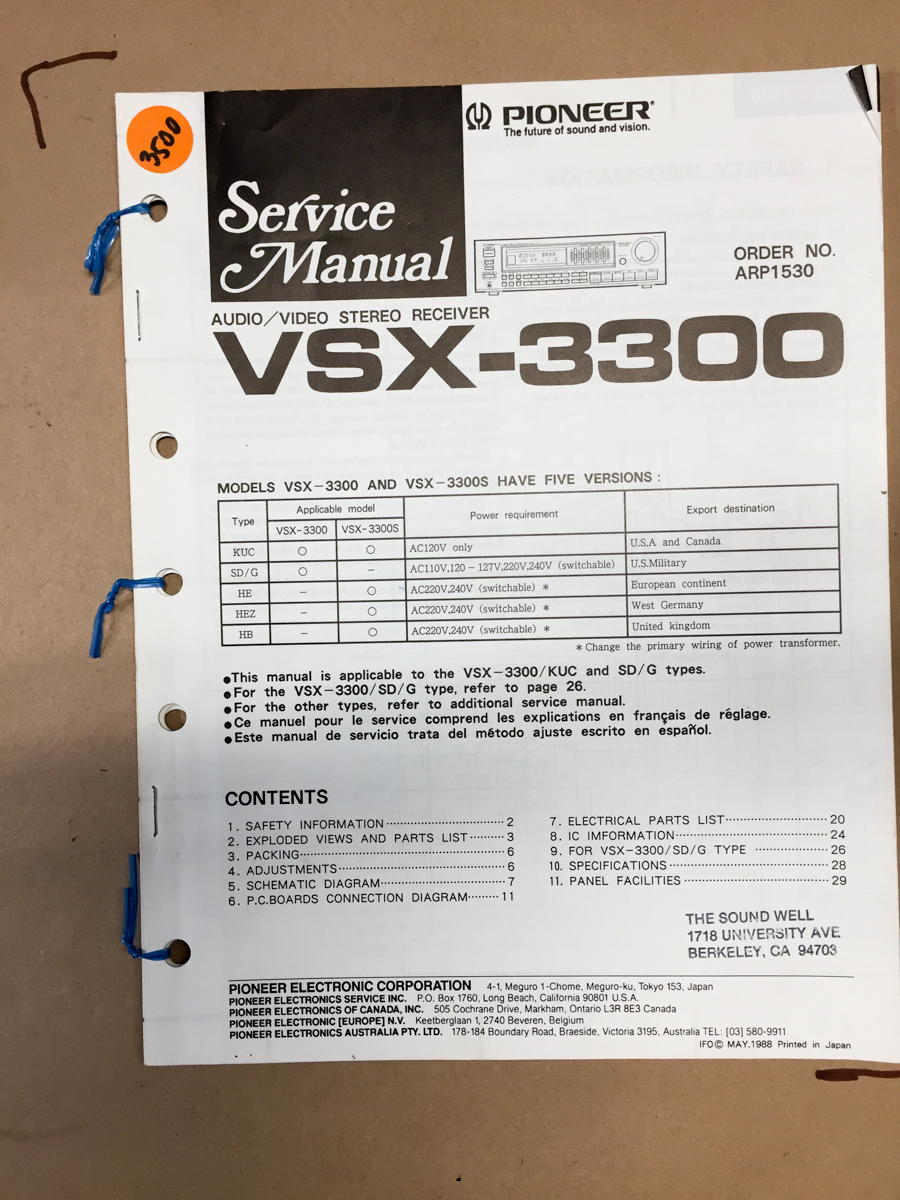 3500
PIONEER®
The future of sound and vision.
Service
Manual
ORDER NO.
ARP1530
AUDIO/VIDEO STEREO RECEIVER
VSX-3300
MODELS VSX-3300 AND VSX-3300S HAVE FIVE VERSIONS :
Type Applicable model Power requirement Export destination
VSX-3300 VSX-3300S
KUC ○ ○ AC120V only U.S.A and Canada
SD/G ○ – AC110V,120 – 127V,220V,240V (switchable) U.S.Military
HE – ○ AC220V,240V (switchable) * European continent
HEZ – ○ AC220V,240V (switchable) * West Germany
HB – ○ AC220V,240V (switchable) * United kingdom
* Change the primary wiring of power transformer.
●This manual is applicable to the VSX-3300/KUC and SD/G types.
●For the VSX-3300/SD/G type, refer to page 26.
●For the other types, refer to additional service manual.
●Ce manuel pour le service comprend les explications en français de réglage.
●Este manual de servicio trata del método ajuste escrito en español.
CONTENTS
1. SAFETY INFORMATION ································ 2
2. EXPLODED VIEWS AND PARTS LIST ········· 3
3. PACKING ······················································ 6
4. ADJUSTMENTS ············································ 6
5. SCHEMATIC DIAGRAM ································ 7
6. P.C.BOARDS CONNECTION DIAGRAM ········· 11
7. ELECTRICAL PARTS LIST ·························· 20
8. IC IMFORMATION ······································ 24
9. FOR VSX-3300/SD/G TYPE ··················· 26
10. SPECIFICATIONS ······································ 28
11. PANEL FACILITIES ··································· 29
THE SOUND WELL
1718 UNIVERSITY AVE
BERKELEY, CA 94703
PIONEER ELECTRONIC CORPORATION 4-1, Meguro 1-Chome, Meguro-ku, Tokyo 153, Japan
PIONEER ELECTRONICS SERVICE INC. P.O. Box 1760, Long Beach, California 90801 U.S.A.
PIONEER ELECTRONICS OF CANADA, INC. 505 Cochrane Drive, Markham, Ontario L3R 8E3 Canada
PIONEER ELECTRONIC [EUROPE] N.V. Keetberglaan 1, 2740 Beveren, Belgium
PIONEER ELECTRONICS AUSTRALIA PTY. LTD. 178-184 Boundary Road, Braeside, Victoria 3195, Australia TEL: [03] 580-9911
IFO© MAY.1988 Printed in Japan